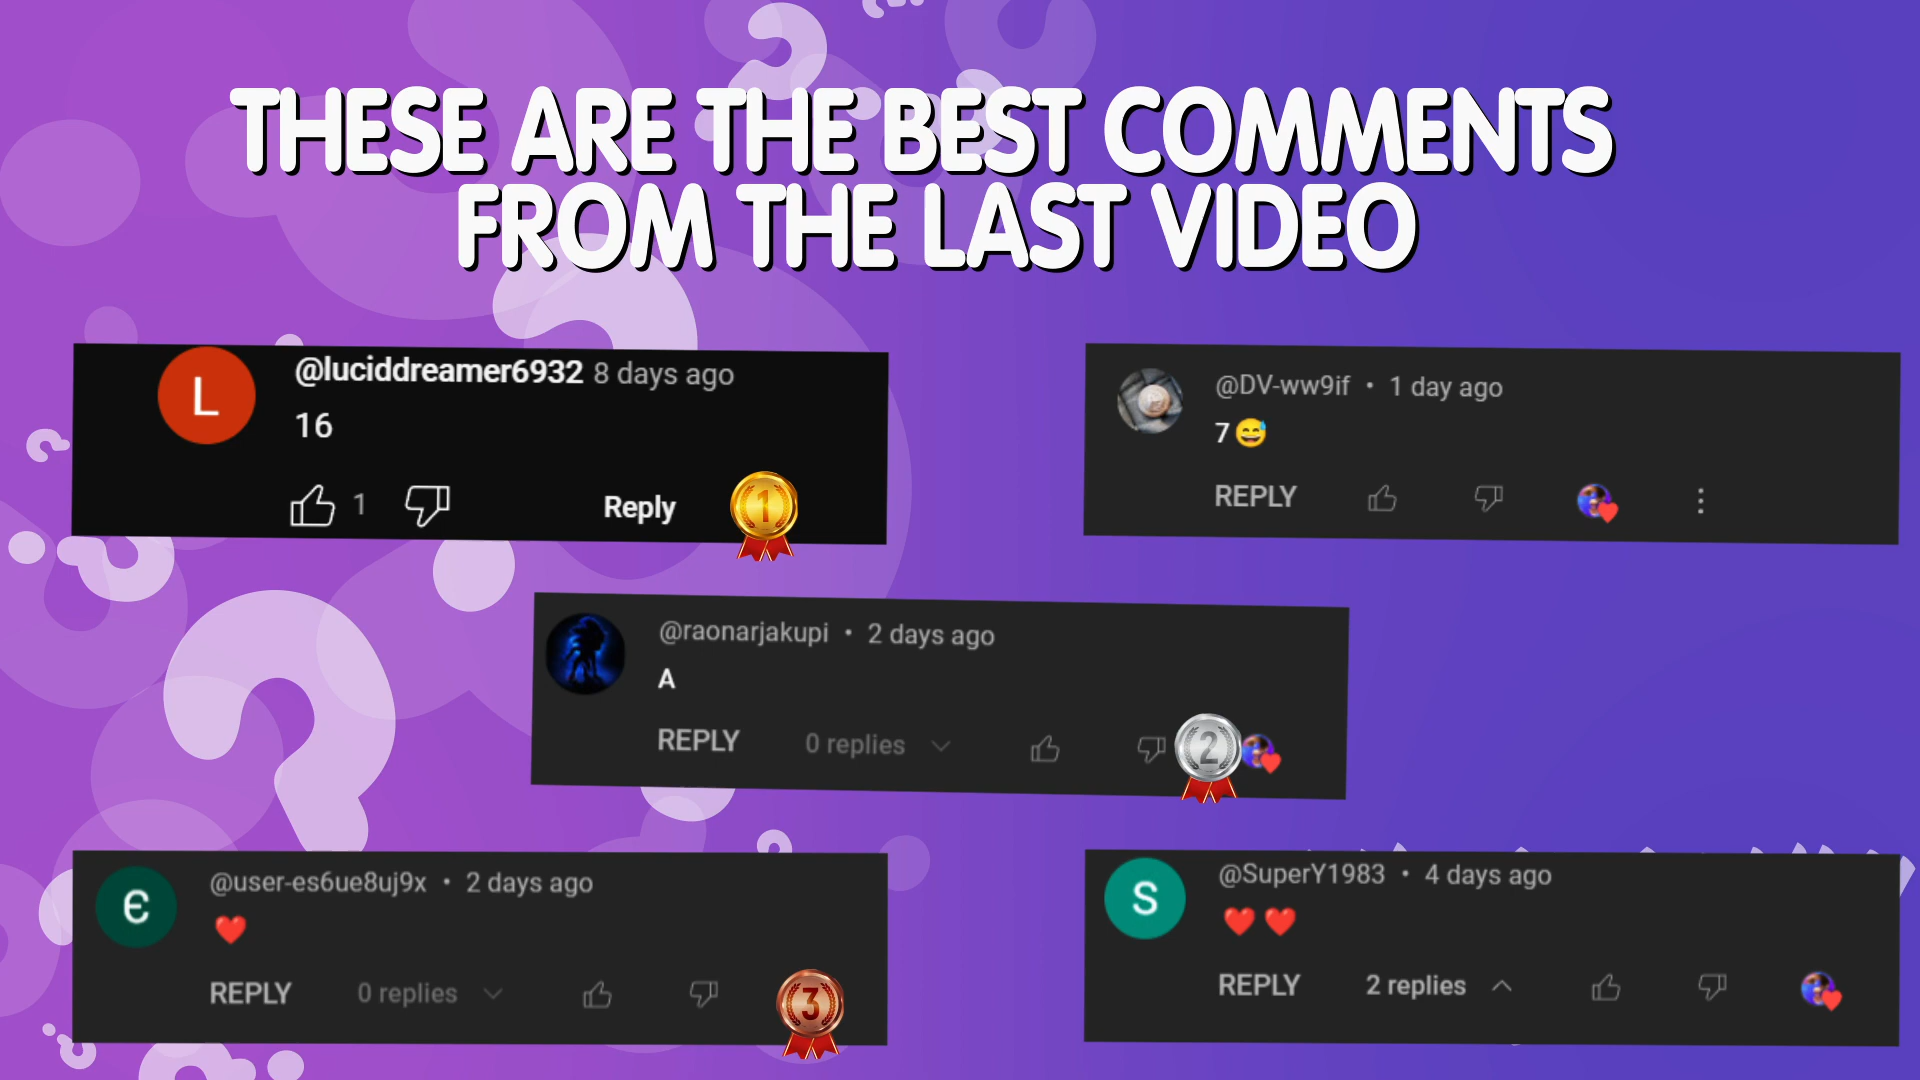 THESE ARE THE BEST COMMENTS
FROM THE LAST VIDEO
L
@luciddreamer6932 8 days ago
16
1
Reply
1
@DV-ww9if • 1 day ago
7😅
REPLY
@raonarjakupi • 2 days ago
A
REPLY 0 replies
2
Є
@user-es6ue8uj9x • 2 days ago
❤️
REPLY 0 replies
3
S
@SuperY1983 • 4 days ago
❤️ ❤️
REPLY 2 replies